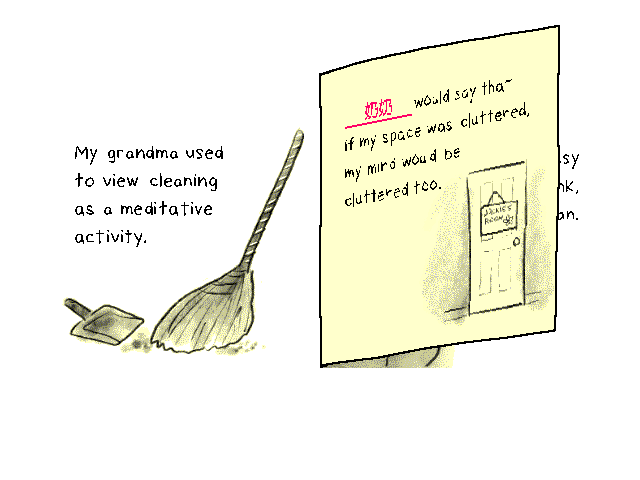 My grandma used
to view cleaning
as a meditative
activity.
奶奶 would say tha
if my space was cluttered,
my mind would be
cluttered too.
JACKIE'S
ROOM
sy
nk,
an.